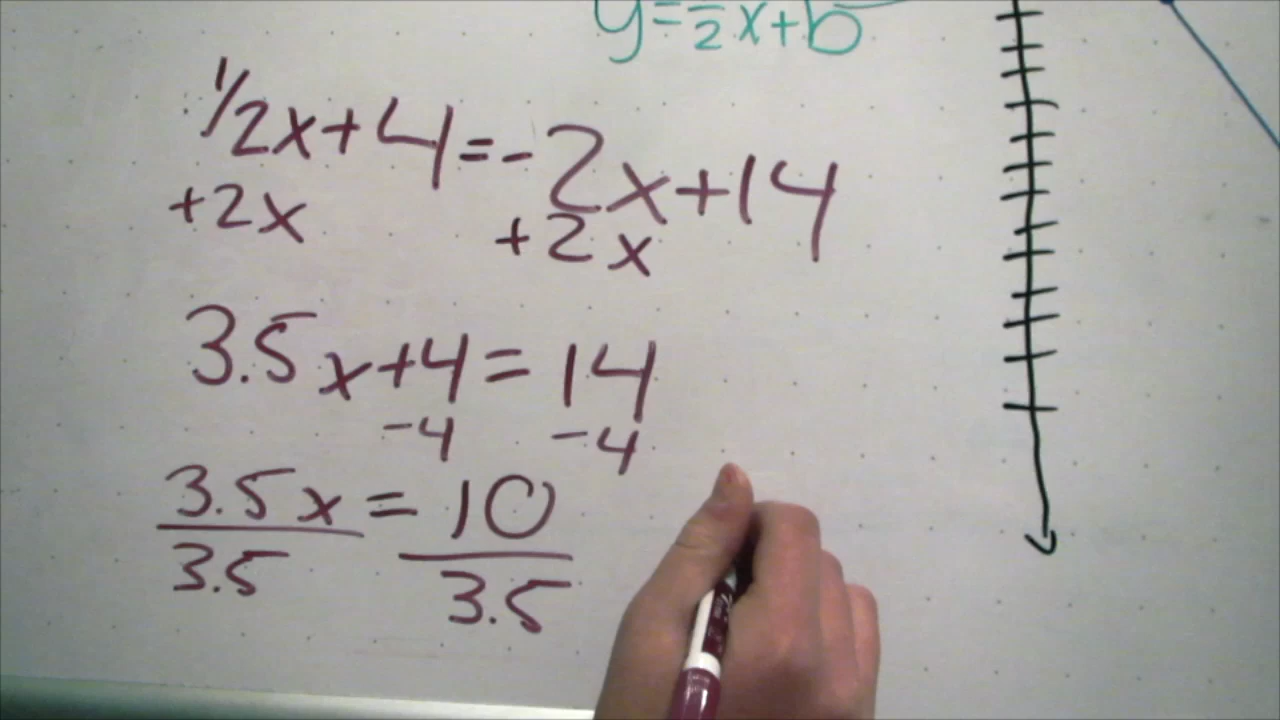 y=1/2x+b
1/2x+4=-2x+14
+2x +2x
3.5x+4=14
-4 -4
3.5x=10
3.5 3.5